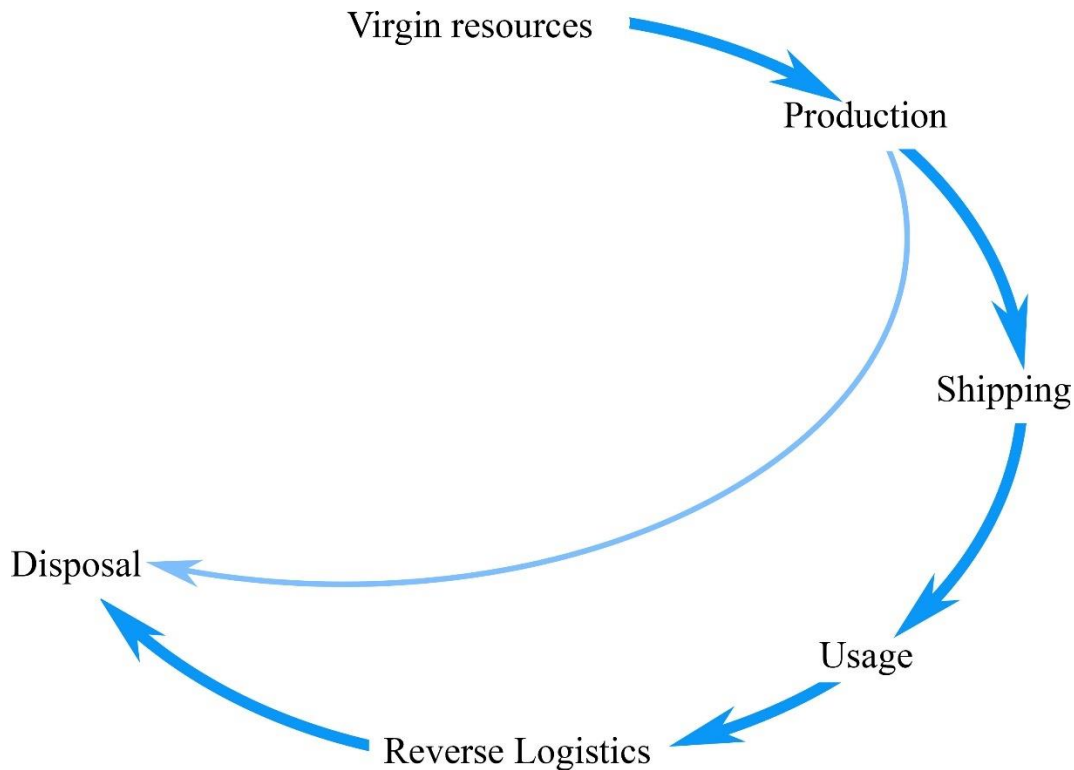 Virgin resources
Production
Shipping
Usage
Reverse Logistics
Disposal